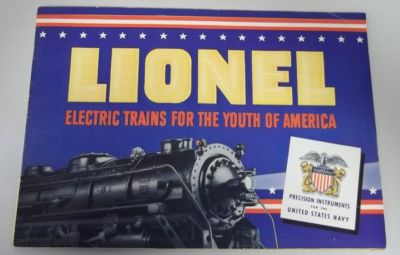 LIONEL
ELECTRIC TRAINS FOR THE YOUTH OF AMERICA
PRECISION INSTRUMENTS
FOR THE
UNITED STATES NAVY